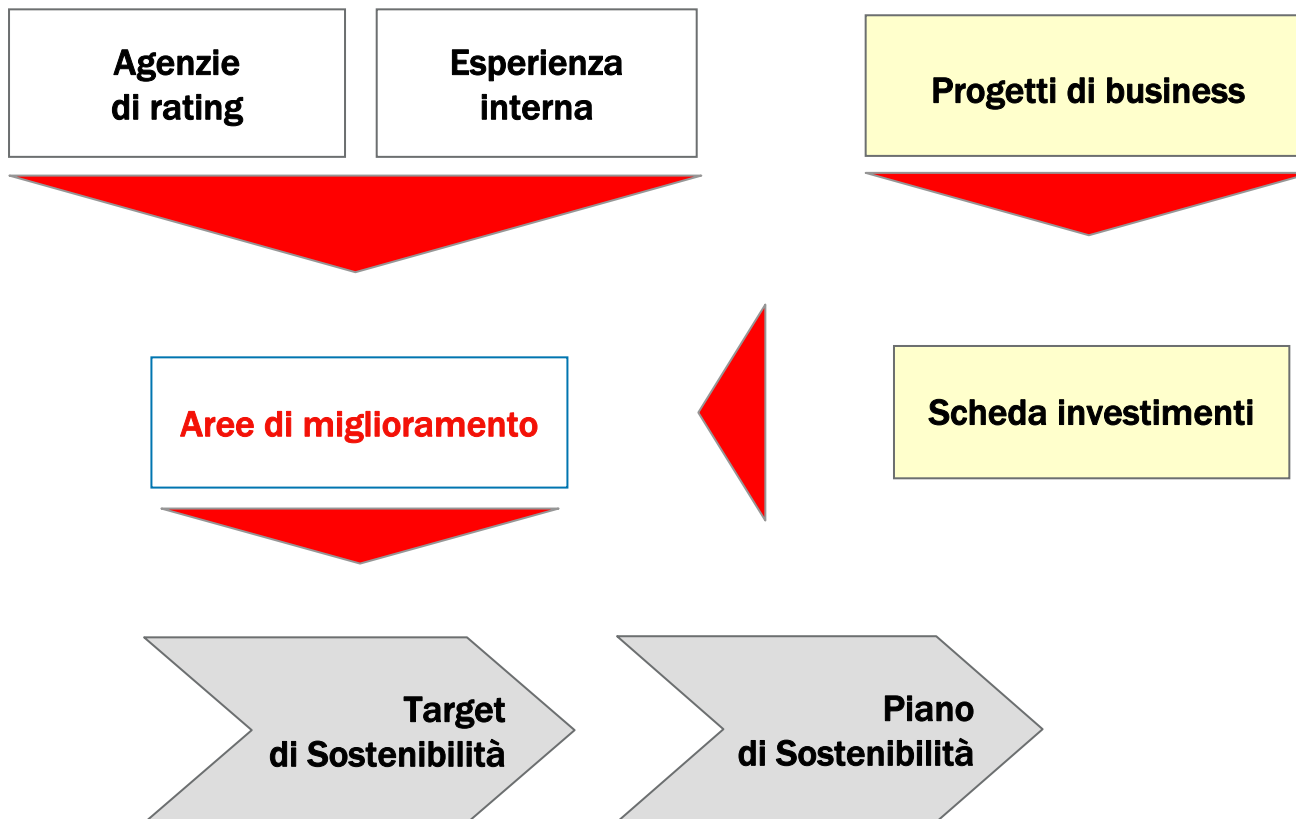 Agenzie
di rating
Esperienza
interna
Progetti di business
Aree di miglioramento
Scheda investimenti
Target
di Sostenibilità
Piano
di Sostenibilità